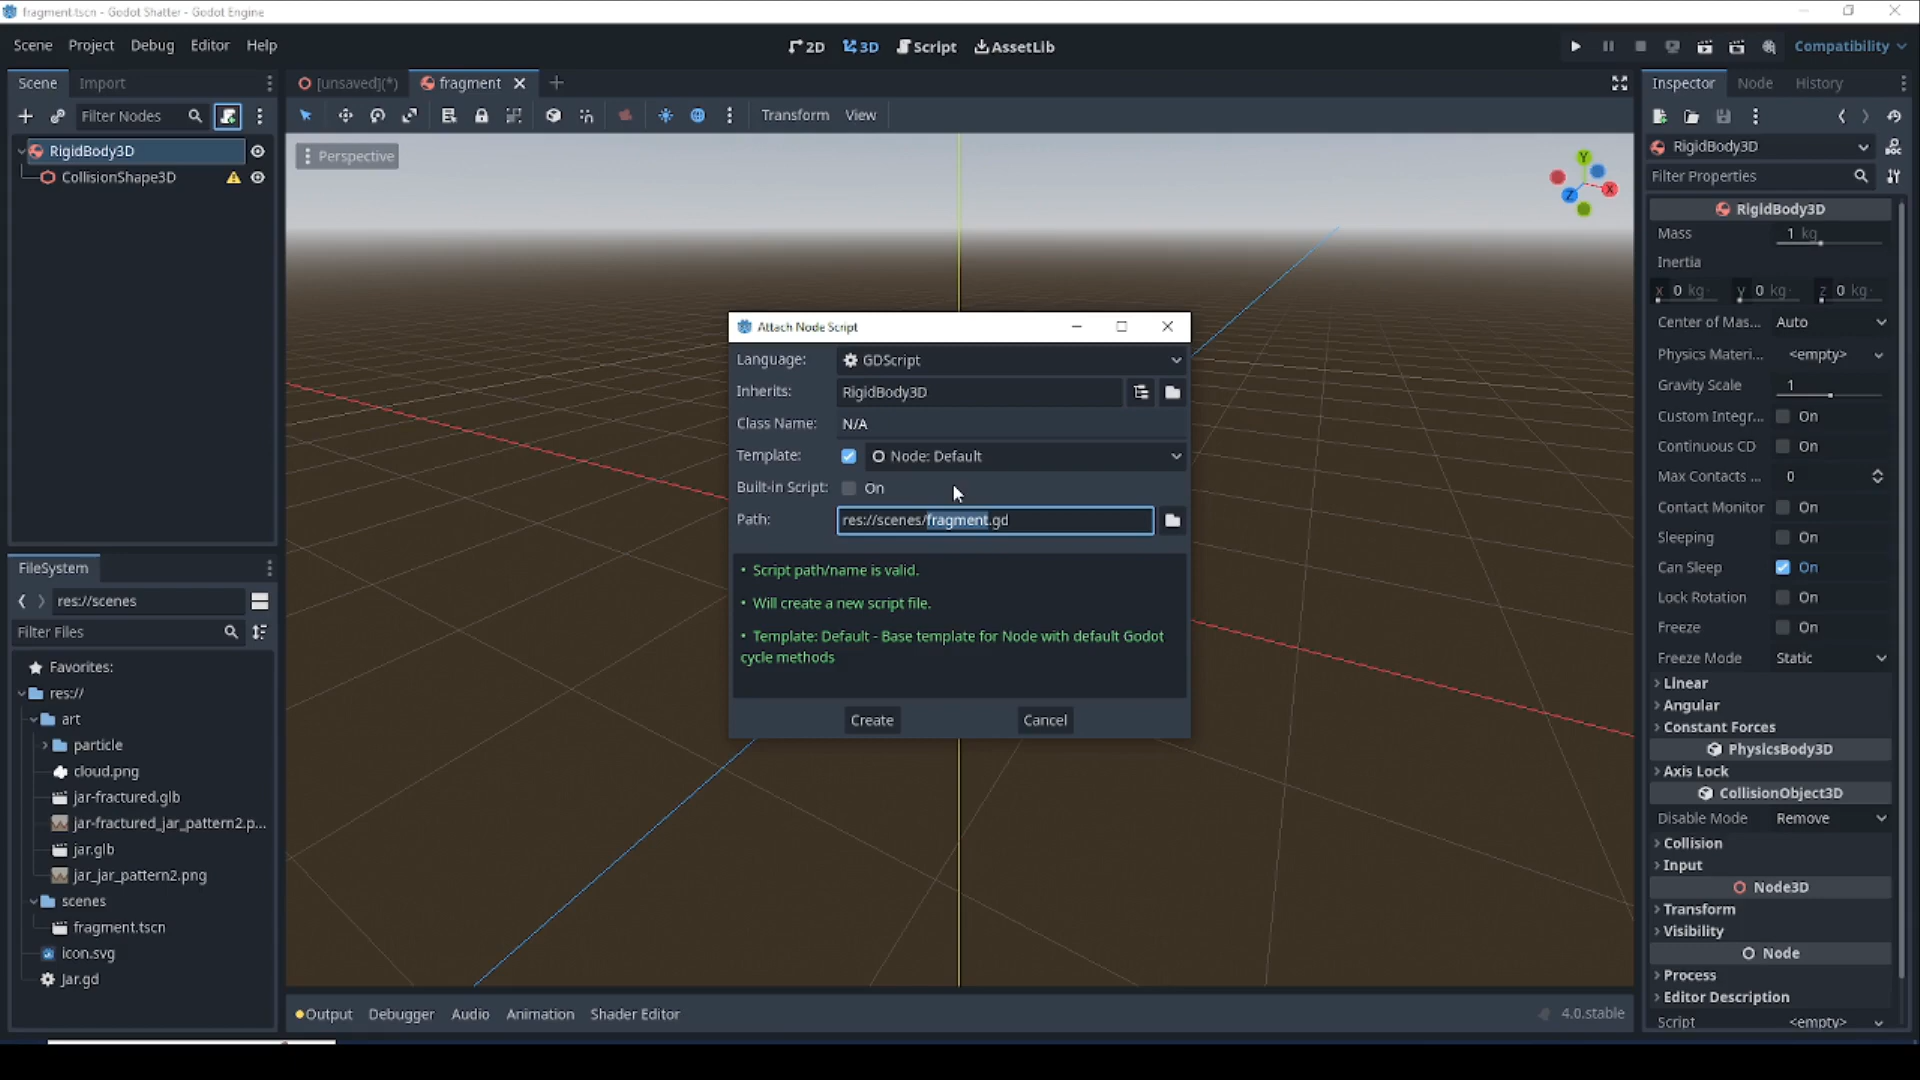 fragment.tscn - Godot Shatter - Godot Engine
Scene Project Debug Editor Help
2D 3D Script AssetLib
Compatibility
Scene Import
[unsaved](*) fragment
Inspector Node History
Filter Nodes
Transform View
RigidBody3D
CollisionShape3D
Perspective
Y
X
Z
RigidBody3D
Filter Properties
RigidBody3D
Mass 1 kg
Inertia
x 0 kg y 0 kg z 0 kg
Center of Mas... Auto
Physics Materi... <empty>
Gravity Scale 1
Custom Integr... On
Continuous CD On
Max Contacts ... 0
Contact Monitor On
Sleeping On
Can Sleep On
Lock Rotation On
Freeze On
Freeze Mode Static
Linear
Angular
Constant Forces
PhysicsBody3D
Axis Lock
CollisionObject3D
Disable Mode Remove
Collision
Input
Node3D
Transform
Visibility
Node
Process
Editor Description
Script <empty>
Attach Node Script
Language: GDScript
Inherits: RigidBody3D
Class Name: N/A
Template: Node: Default
Built-in Script: On
Path: res://scenes/fragment.gd
• Script path/name is valid.
• Will create a new script file.
• Template: Default - Base template for Node with default Godot
cycle methods
Create Cancel
FileSystem
res://scenes
Filter Files
Favorites:
res://
art
particle
cloud.png
jar-fractured.glb
jar-fractured_jar_pattern2.p...
jar.glb
jar_jar_pattern2.png
scenes
fragment.tscn
icon.svg
Jar.gd
Output Debugger Audio Animation Shader Editor
4.0.stable